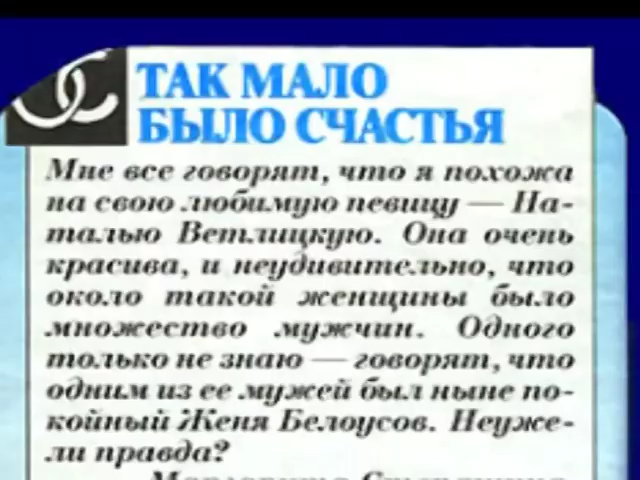 ТАК МАЛО
БЫЛО СЧАСТЬЯ
Мне все говорят, что я похожа
на свою любимую певицу — На-
талью Ветлицкую. Она очень
красива, и неудивительно, что
около такой женщины было
множество мужчин. Одного
только не знаю — говорят, что
одним из ее мужей был ныне по-
койный Женя Белоусов. Неуже-
ли правда?